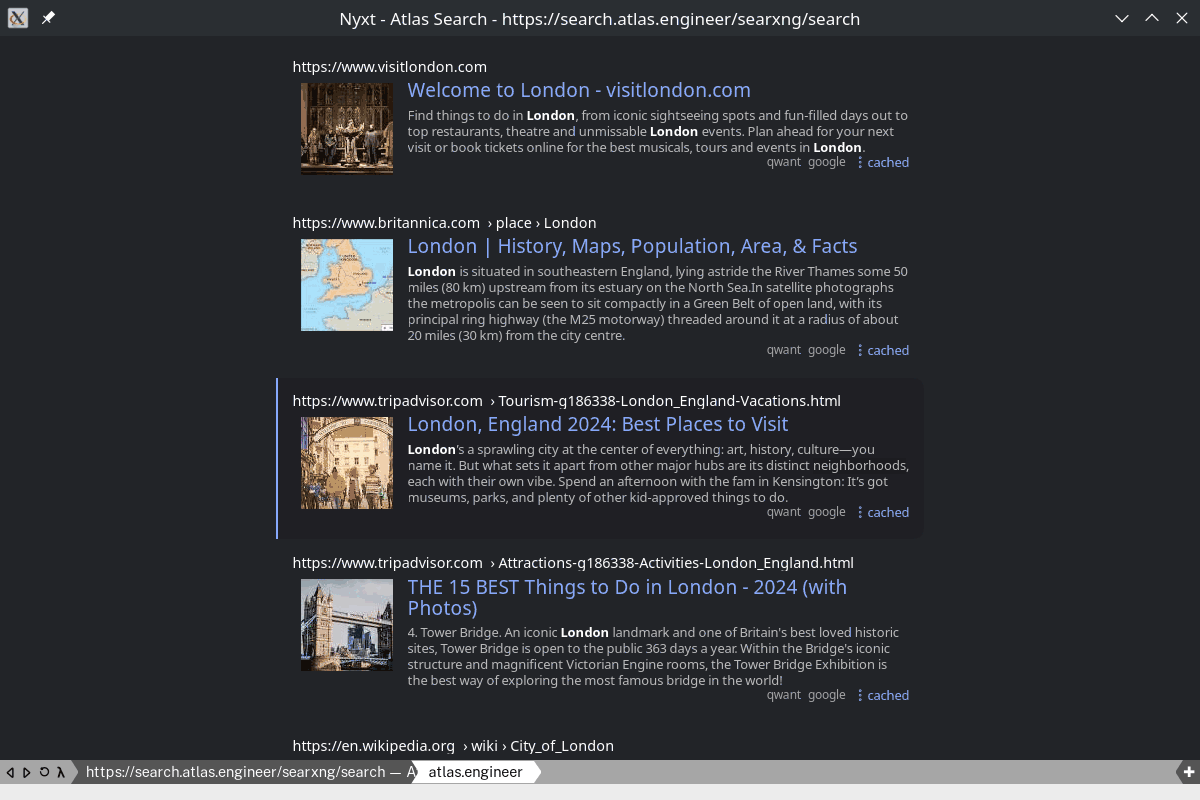 Nyxt - Atlas Search - https://search.atlas.engineer/searxng/search
https://www.visitlondon.com
Welcome to London - visitlondon.com
Find things to do in London, from iconic sightseeing spots and fun-filled days out to
top restaurants, theatre and unmissable London events. Plan ahead for your next
visit or book tickets online for the best musicals, tours and events in London.
qwant google ⋮ cached
https://www.britannica.com › place › London
London | History, Maps, Population, Area, & Facts
London is situated in southeastern England, lying astride the River Thames some 50
miles (80 km) upstream from its estuary on the North Sea.In satellite photographs
the metropolis can be seen to sit compactly in a Green Belt of open land, with its
principal ring highway (the M25 motorway) threaded around it at a radius of about
20 miles (30 km) from the city centre.
qwant google ⋮ cached
https://www.tripadvisor.com › Tourism-g186338-London_England-Vacations.html
London, England 2024: Best Places to Visit
London's a sprawling city at the center of everything: art, history, culture—you
name it. But what sets it apart from other major hubs are its distinct neighborhoods,
each with their own vibe. Spend an afternoon with the fam in Kensington: It's got
museums, parks, and plenty of other kid-approved things to do.
qwant google ⋮ cached
https://www.tripadvisor.com › Attractions-g186338-Activities-London_England.html
THE 15 BEST Things to Do in London - 2024 (with
Photos)
4. Tower Bridge. An iconic London landmark and one of Britain's best loved historic
sites, Tower Bridge is open to the public 363 days a year. Within the Bridge's iconic
structure and magnificent Victorian Engine rooms, the Tower Bridge Exhibition is
the best way of exploring the most famous bridge in the world!
qwant google ⋮ cached
https://en.wikipedia.org › wiki › City_of_London
λ https://search.atlas.engineer/searxng/search — A atlas.engineer